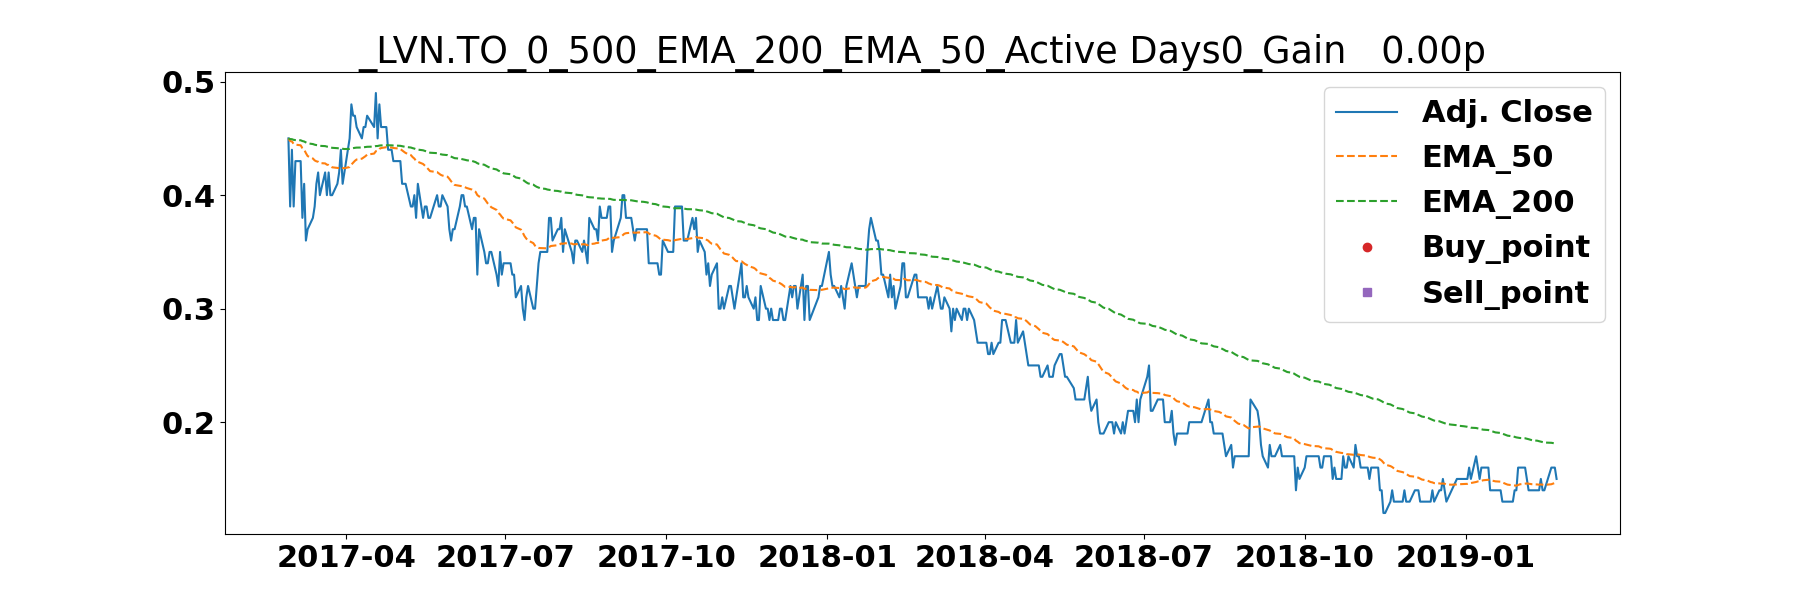 _LVN.TO_0_500_EMA_200_EMA_50_Active Days0_Gain   0.00p
0.5
0.4
0.3
0.2
Adj. Close
EMA_50
EMA_200
Buy_point
Sell_point
2017-04 2017-07 2017-10 2018-01 2018-04 2018-07 2018-10 2019-01